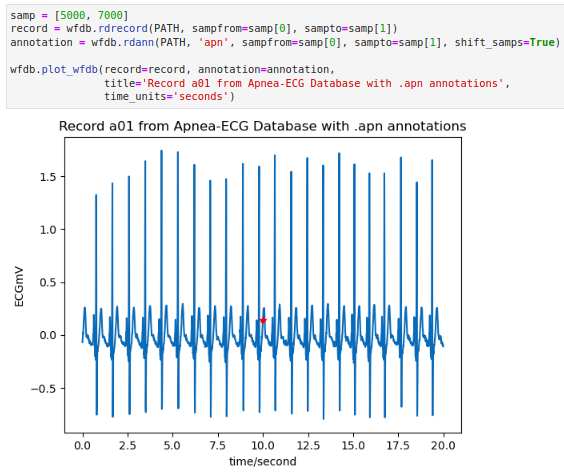 samp = [5000, 7000]
record = wfdb.rdrecord(PATH, sampfrom=samp[0], sampto=samp[1])
annotation = wfdb.rdann(PATH, 'apn', sampfrom=samp[0], sampto=samp[1], shift_samps=True)
wfdb.plot_wfdb(record=record, annotation=annotation,
title='Record a01 from Apnea-ECG Database with .apn annotations',
time_units='seconds')
Record a01 from Apnea-ECG Database with .apn annotations
1.5
1.0
0.5
0.0
−0.5
ECGmV
0.0 2.5 5.0 7.5 10.0 12.5 15.0 17.5 20.0
time/second